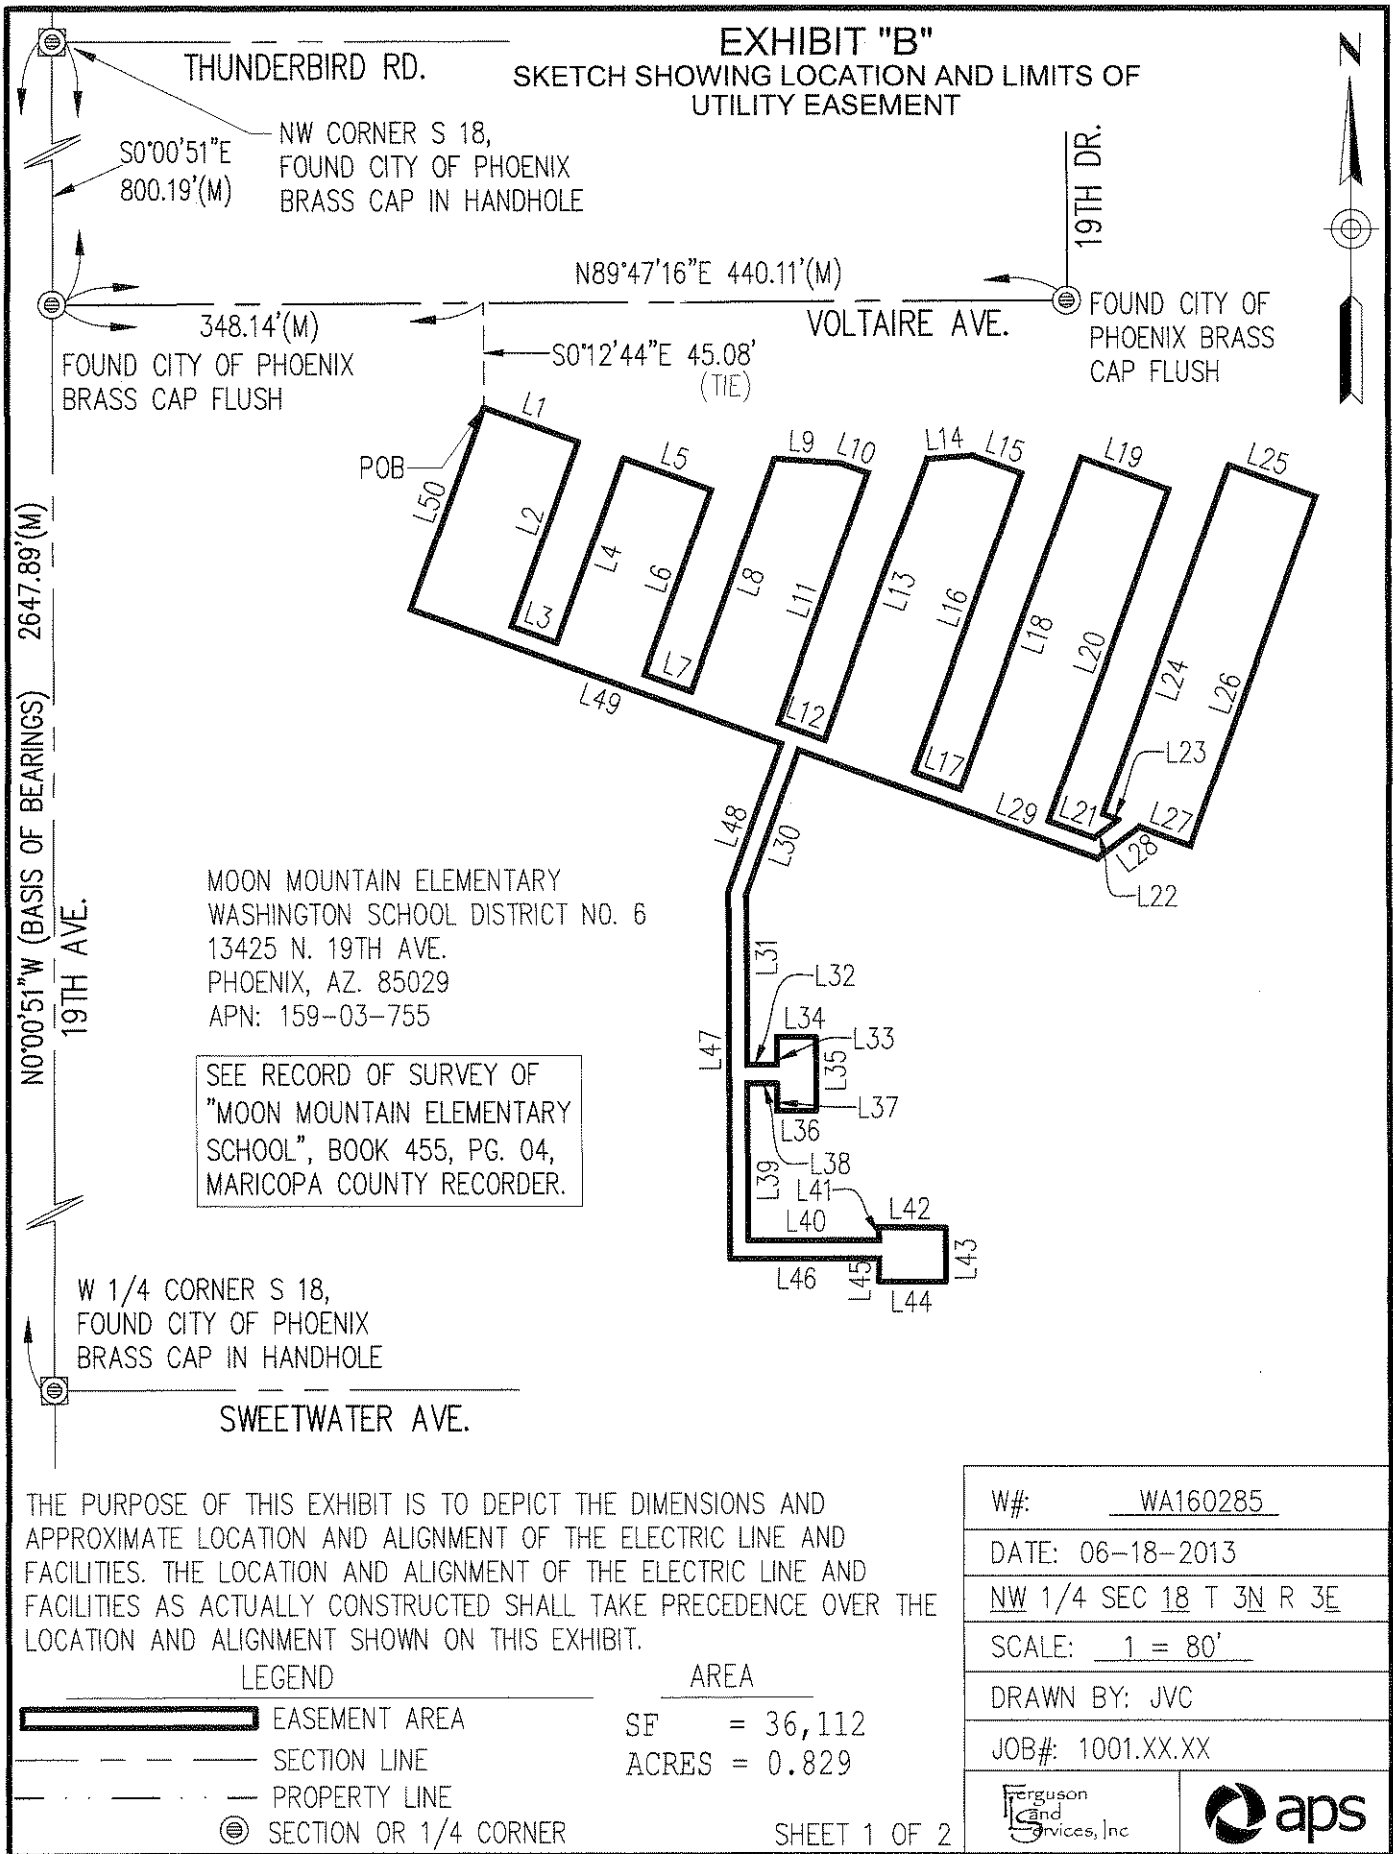 EXHIBIT "B"
SKETCH SHOWING LOCATION AND LIMITS OF
UTILITY EASEMENT
THUNDERBIRD RD.
N
NW CORNER S 18,
FOUND CITY OF PHOENIX
BRASS CAP IN HANDHOLE
S0°00'51"E
800.19'(M)
19TH DR.
N89°47'16"E 440.11'(M)
348.14'(M)
VOLTAIRE AVE.
FOUND CITY OF
PHOENIX BRASS
CAP FLUSH
FOUND CITY OF PHOENIX
BRASS CAP FLUSH
S0°12'44"E 45.08'
(TIE)
POB
L1
L2
L3
L4
L5
L6
L7
L8
L9
L10
L11
L12
L13
L14
L15
L16
L17
L18
L19
L20
L21
L22
L23
L24
L25
L26
L27
L28
L29
L30
L31
L32
L33
L34
L35
L36
L37
L38
L39
L40
L41
L42
L43
L44
L45
L46
L47
L48
L49
L50
N0°00'51"W (BASIS OF BEARINGS) 2647.89'(M)
19TH AVE.
MOON MOUNTAIN ELEMENTARY
WASHINGTON SCHOOL DISTRICT NO. 6
13425 N. 19TH AVE.
PHOENIX, AZ. 85029
APN: 159-03-755
SEE RECORD OF SURVEY OF
"MOON MOUNTAIN ELEMENTARY
SCHOOL", BOOK 455, PG. 04,
MARICOPA COUNTY RECORDER.
W 1/4 CORNER S 18,
FOUND CITY OF PHOENIX
BRASS CAP IN HANDHOLE
SWEETWATER AVE.
THE PURPOSE OF THIS EXHIBIT IS TO DEPICT THE DIMENSIONS AND
APPROXIMATE LOCATION AND ALIGNMENT OF THE ELECTRIC LINE AND
FACILITIES. THE LOCATION AND ALIGNMENT OF THE ELECTRIC LINE AND
FACILITIES AS ACTUALLY CONSTRUCTED SHALL TAKE PRECEDENCE OVER THE
LOCATION AND ALIGNMENT SHOWN ON THIS EXHIBIT.
LEGEND
EASEMENT AREA
SECTION LINE
PROPERTY LINE
SECTION OR 1/4 CORNER
AREA
SF = 36,112
ACRES = 0.829
SHEET 1 OF 2
W#: WA160285
DATE: 06-18-2013
NW 1/4 SEC 18 T 3N R 3E
SCALE: 1 = 80'
DRAWN BY: JVC
JOB#: 1001.XX.XX
Ferguson
Land
Services, Inc
aps